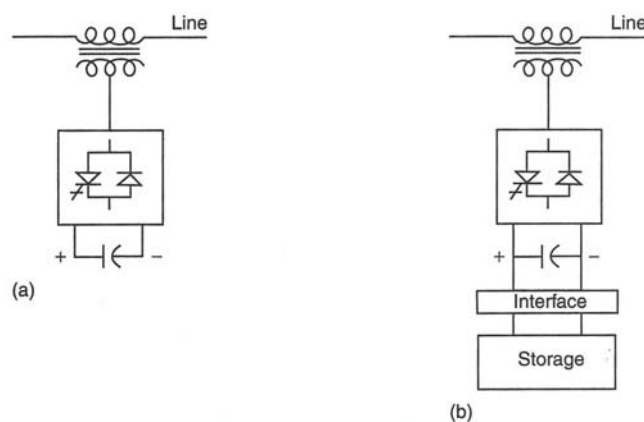 Line
+ −
(a)
Line
+ −
Interface
Storage
(b)